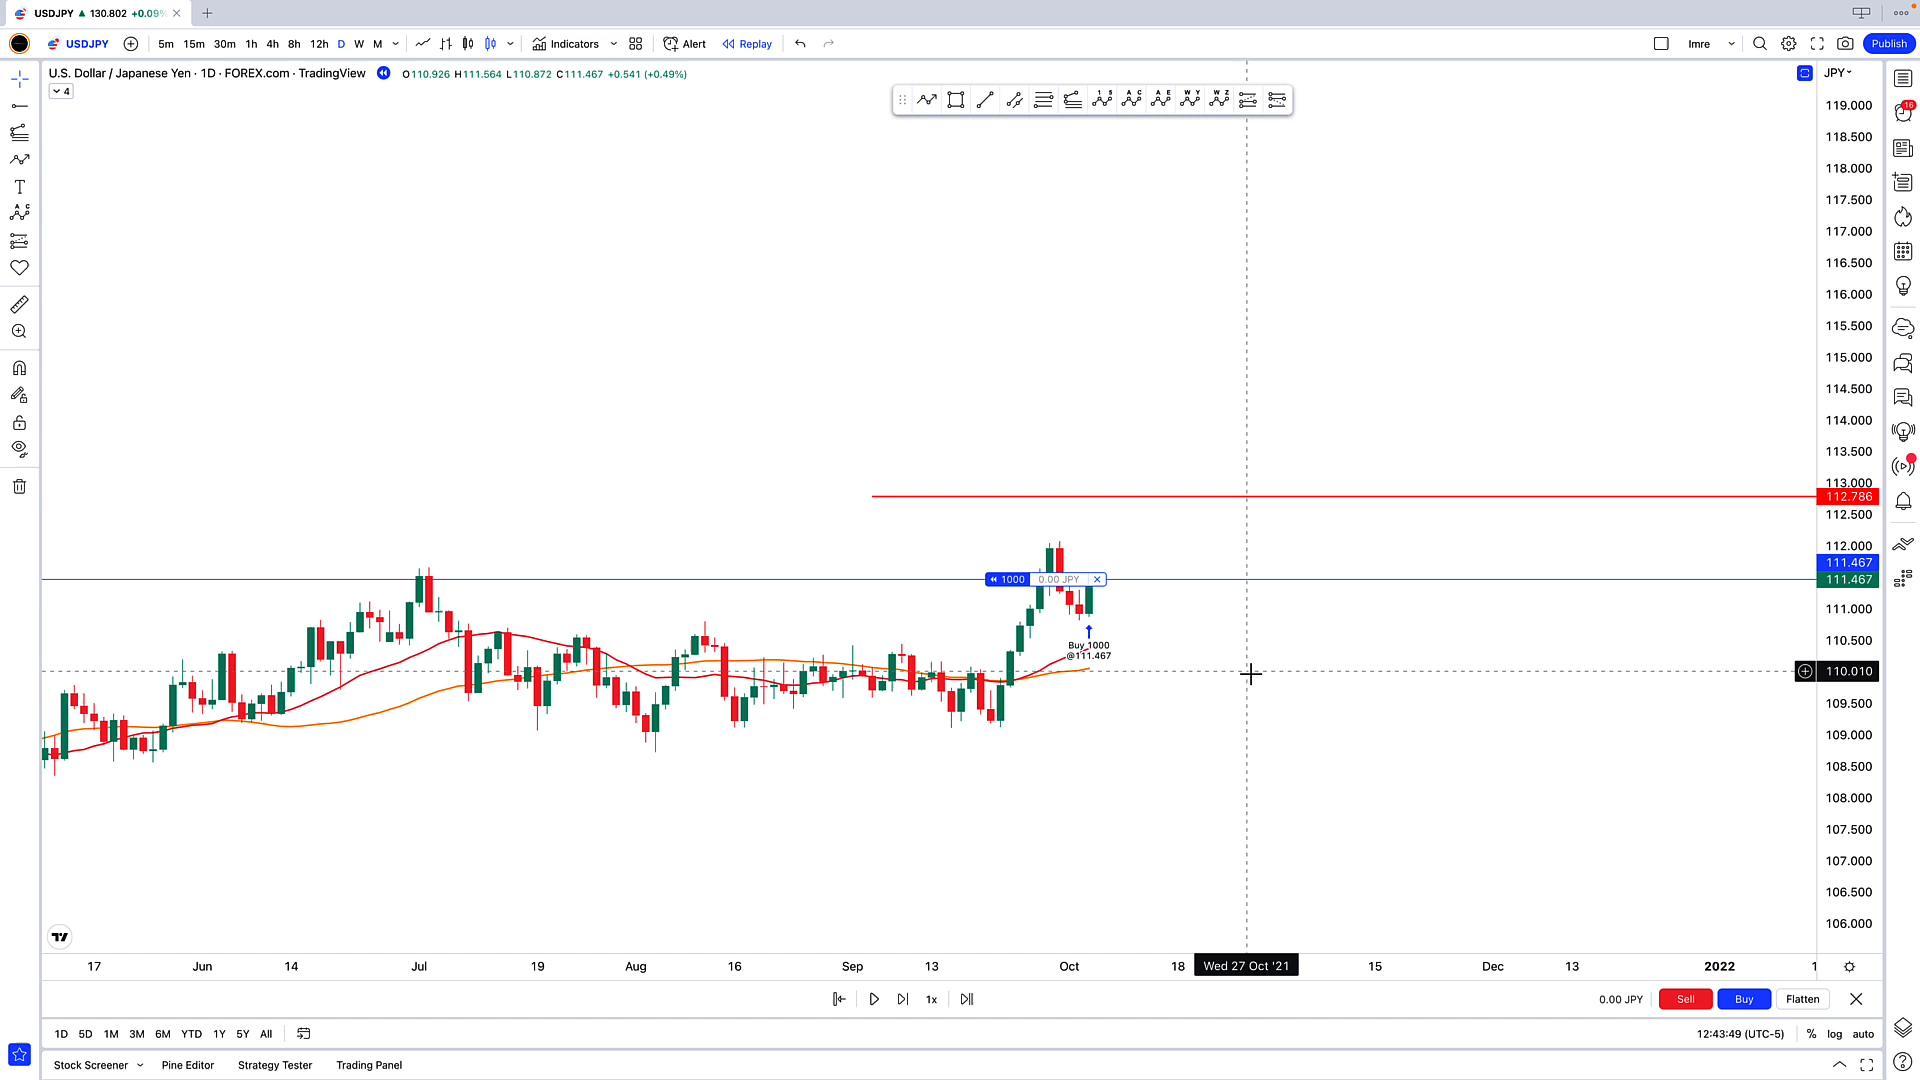 USDJPY ▲ 130.802 +0.09%
USDJPY 5m 15m 30m 1h 4h 8h 12h D W M Indicators Alert Replay Imre Publish
U.S. Dollar / Japanese Yen · 1D · FOREX.com · TradingView O110.926 H111.564 L110.872 C111.467 +0.541 (+0.49%) JPY
4
1 5 A C A E W Y W Z
A C
16
119.000
118.500
118.000
117.500
117.000
116.500
116.000
115.500
115.000
114.500
114.000
113.500
113.000
112.786
112.500
112.000
111.467
1000 0.00 JPY 111.467
111.000
110.500
Buy 1000
@111.467
110.010
109.500
109.000
108.500
108.000
107.500
107.000
106.500
106.000
17 Jun 14 Jul 19 Aug 16 Sep 13 Oct 18 Wed 27 Oct '21 15 Dec 13 2022 1
1x 0.00 JPY Sell Buy Flatten
1D 5D 1M 3M 6M YTD 1Y 5Y All 12:43:49 (UTC-5) % log auto
Stock Screener Pine Editor Strategy Tester Trading Panel